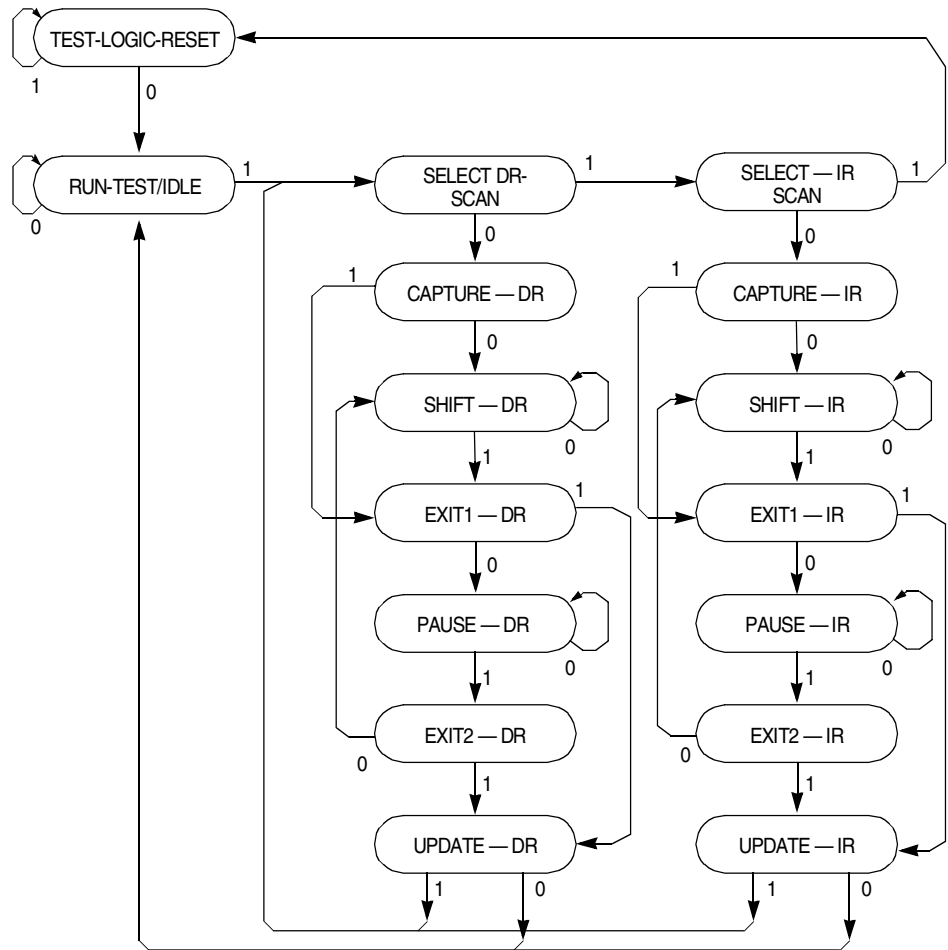 TEST-LOGIC-RESET
1
0
RUN-TEST/IDLE
1
0
SELECT DR-
SCAN
1
SELECT — IR
SCAN
1
0
0
1
CAPTURE — DR
0
1
CAPTURE — IR
0
SHIFT — DR
0
1
SHIFT — IR
0
1
EXIT1 — DR
1
0
EXIT1 — IR
1
0
PAUSE — DR
0
1
PAUSE — IR
0
1
EXIT2 — DR
0
1
EXIT2 — IR
0
1
UPDATE — DR
1
0
UPDATE — IR
1
0